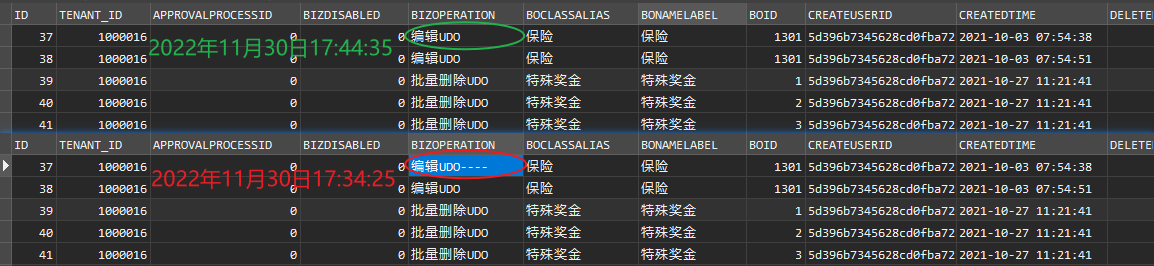 ID TENANT_ID APPROVALPROCESSID BIZDISABLED BIZOPERATION BOCLASSALIAS BONAMELABEL BOID CREATEUSERID CREATEDTIME DELETE
37 1000016 0 0 编辑UDO 保险 保险 1301 5d396b7345628cd0fba72 2021-10-03 07:54:38
2022年11月30日17:44:35
38 1000016 0 0 编辑UDO 保险 保险 1301 5d396b7345628cd0fba72 2021-10-03 07:54:51
39 1000016 0 0 批量删除UDO 特殊奖金 特殊奖金 1 5d396b7345628cd0fba72 2021-10-27 11:21:41
40 1000016 0 0 批量删除UDO 特殊奖金 特殊奖金 2 5d396b7345628cd0fba72 2021-10-27 11:21:41
41 1000016 0 0 批量删除UDO 特殊奖金 特殊奖金 3 5d396b7345628cd0fba72 2021-10-27 11:21:41
ID TENANT_ID APPROVALPROCESSID BIZDISABLED BIZOPERATION BOCLASSALIAS BONAMELABEL BOID CREATEUSERID CREATEDTIME DELETED
37 1000016 0 0 编辑UDO---- 保险 保险 1301 5d396b7345628cd0fba72 2021-10-03 07:54:38
2022年11月30日17:34:25
38 1000016 0 0 编辑UDO 保险 保险 1301 5d396b7345628cd0fba72 2021-10-03 07:54:51
39 1000016 0 0 批量删除UDO 特殊奖金 特殊奖金 1 5d396b7345628cd0fba72 2021-10-27 11:21:41
40 1000016 0 0 批量删除UDO 特殊奖金 特殊奖金 2 5d396b7345628cd0fba72 2021-10-27 11:21:41
41 1000016 0 0 批量删除UDO 特殊奖金 特殊奖金 3 5d396b7345628cd0fba72 2021-10-27 11:21:41